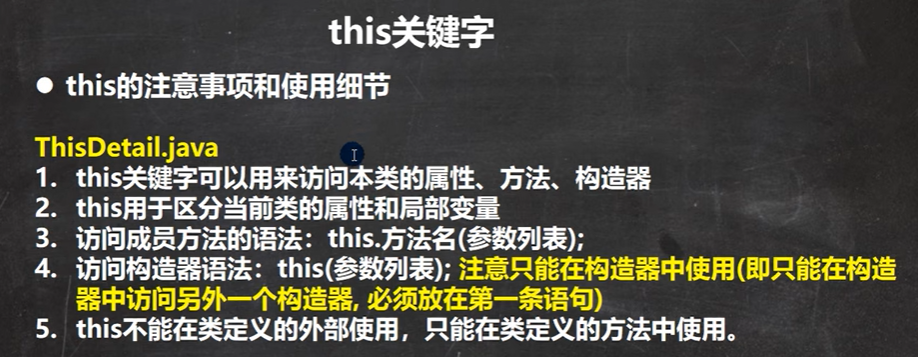 this关键字
● this的注意事项和使用细节
ThisDetail.java
1. this关键字可以用来访问本类的属性、方法、构造器
2. this用于区分当前类的属性和局部变量
3. 访问成员方法的语法：this.方法名(参数列表);
4. 访问构造器语法：this(参数列表); 注意只能在构造器中使用(即只能在构造
器中访问另外一个构造器, 必须放在第一条语句)
5. this不能在类定义的外部使用，只能在类定义的方法中使用。